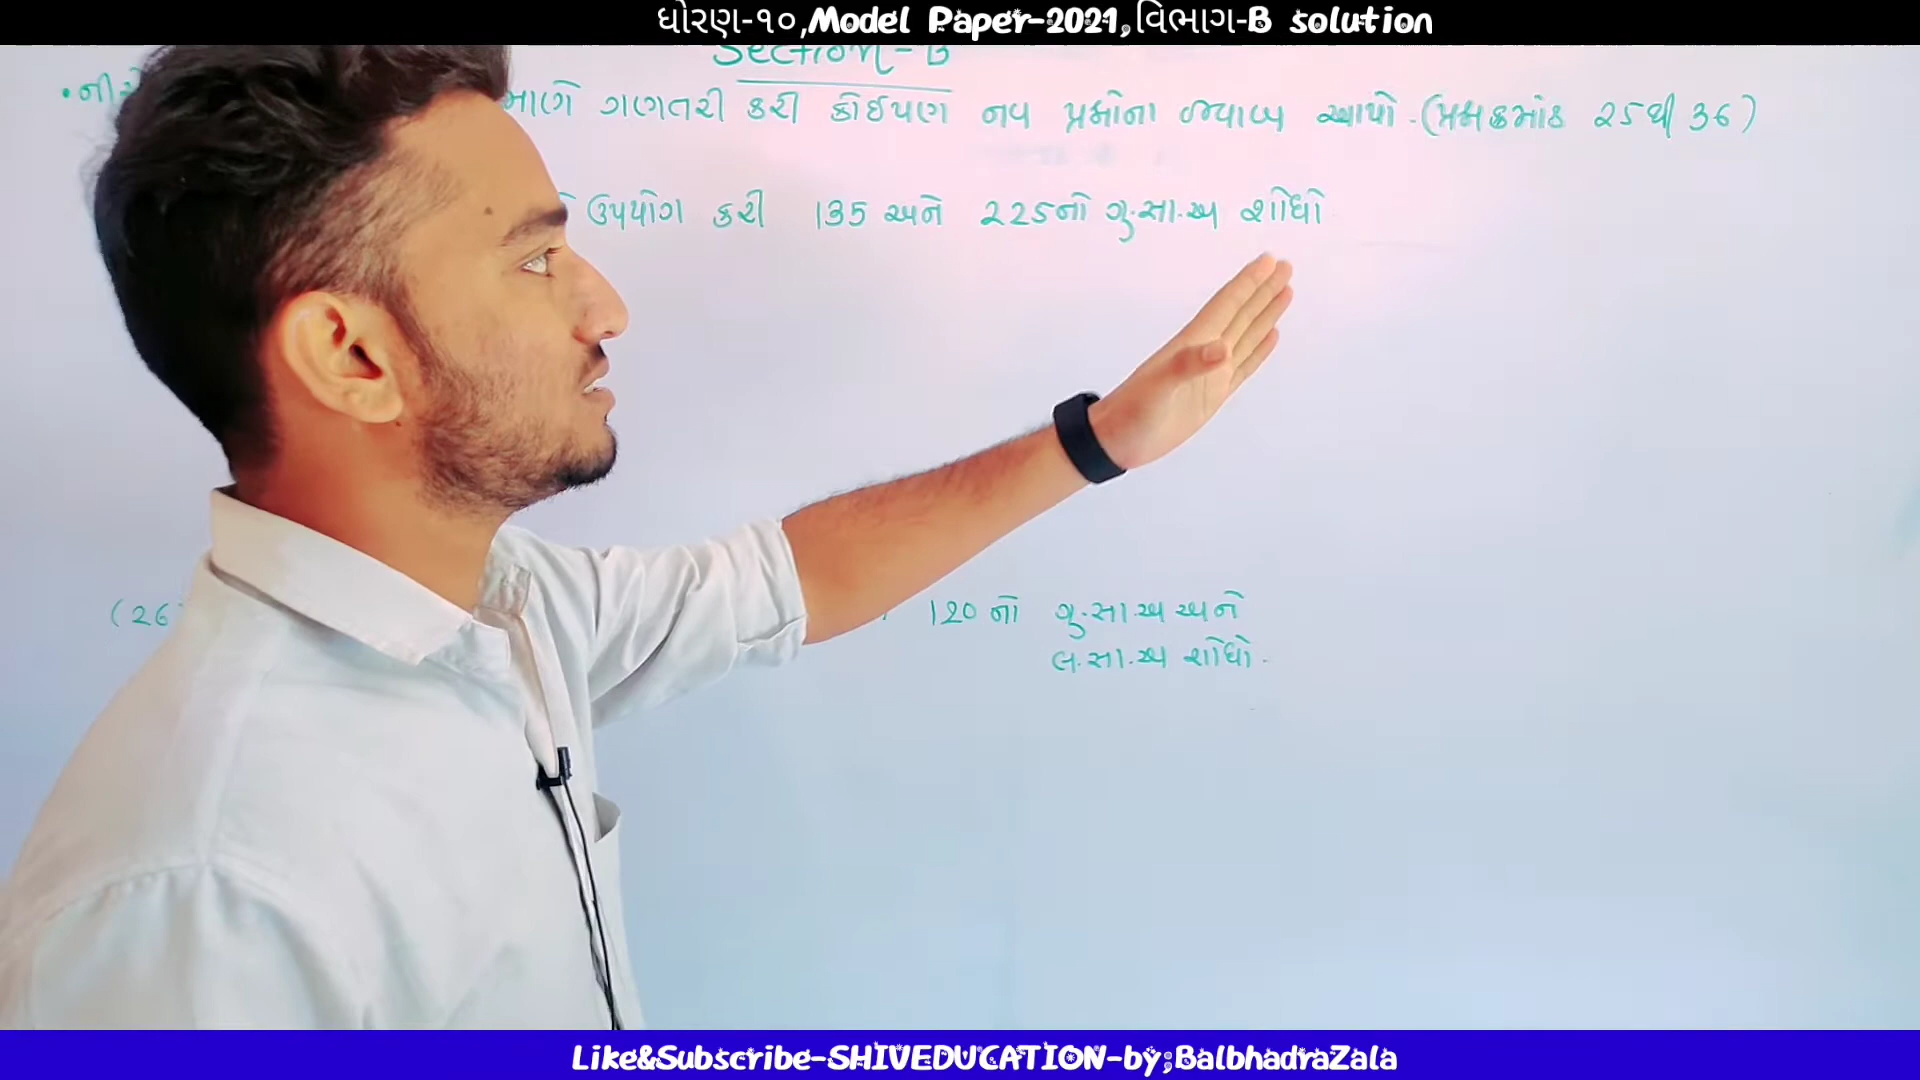 ધોરણ-૧૦,Model Paper-2021,વિભાગ-B solution
Section-B
માણે ગણતરી કરી કોઈપણ નવ પ્રશ્નોના જવાબ આપો.(પ્રશ્નક્રમાંક 25થી 36)
ઉપયોગ કરી 135 અને 225નો ગુ.સા.અ શોધો
(26 120 નો ગુ.સા.અ અને
લ.સા.અ શોધો.
Like&Subscribe-SHIVEDUCATION-by;BalbhadraZala